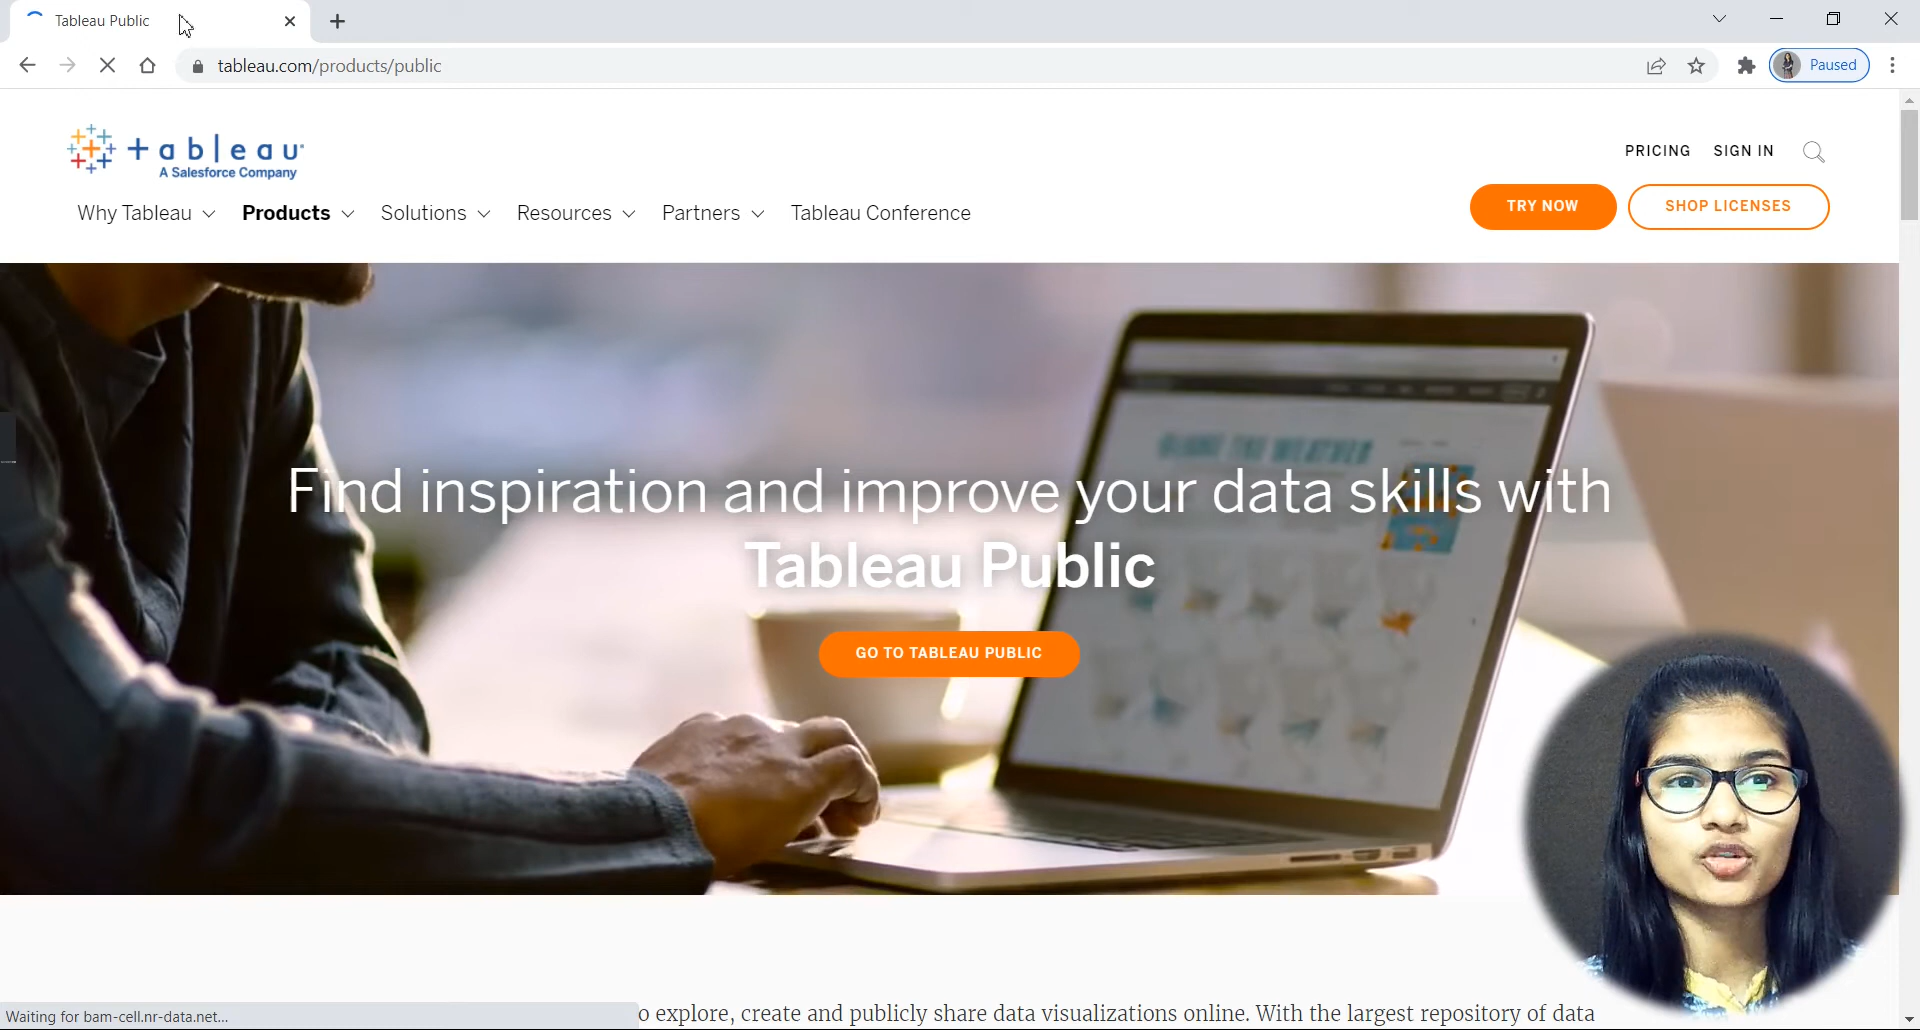 Tableau Public
tableau.com/products/public
Paused
tableau
A Salesforce Company
PRICING SIGN IN
Why Tableau Products Solutions Resources Partners Tableau Conference
TRY NOW SHOP LICENSES
Find inspiration and improve your data skills with
Tableau Public
GO TO TABLEAU PUBLIC
o explore, create and publicly share data visualizations online. With the largest repository of data
Waiting for bam-cell.nr-data.net...